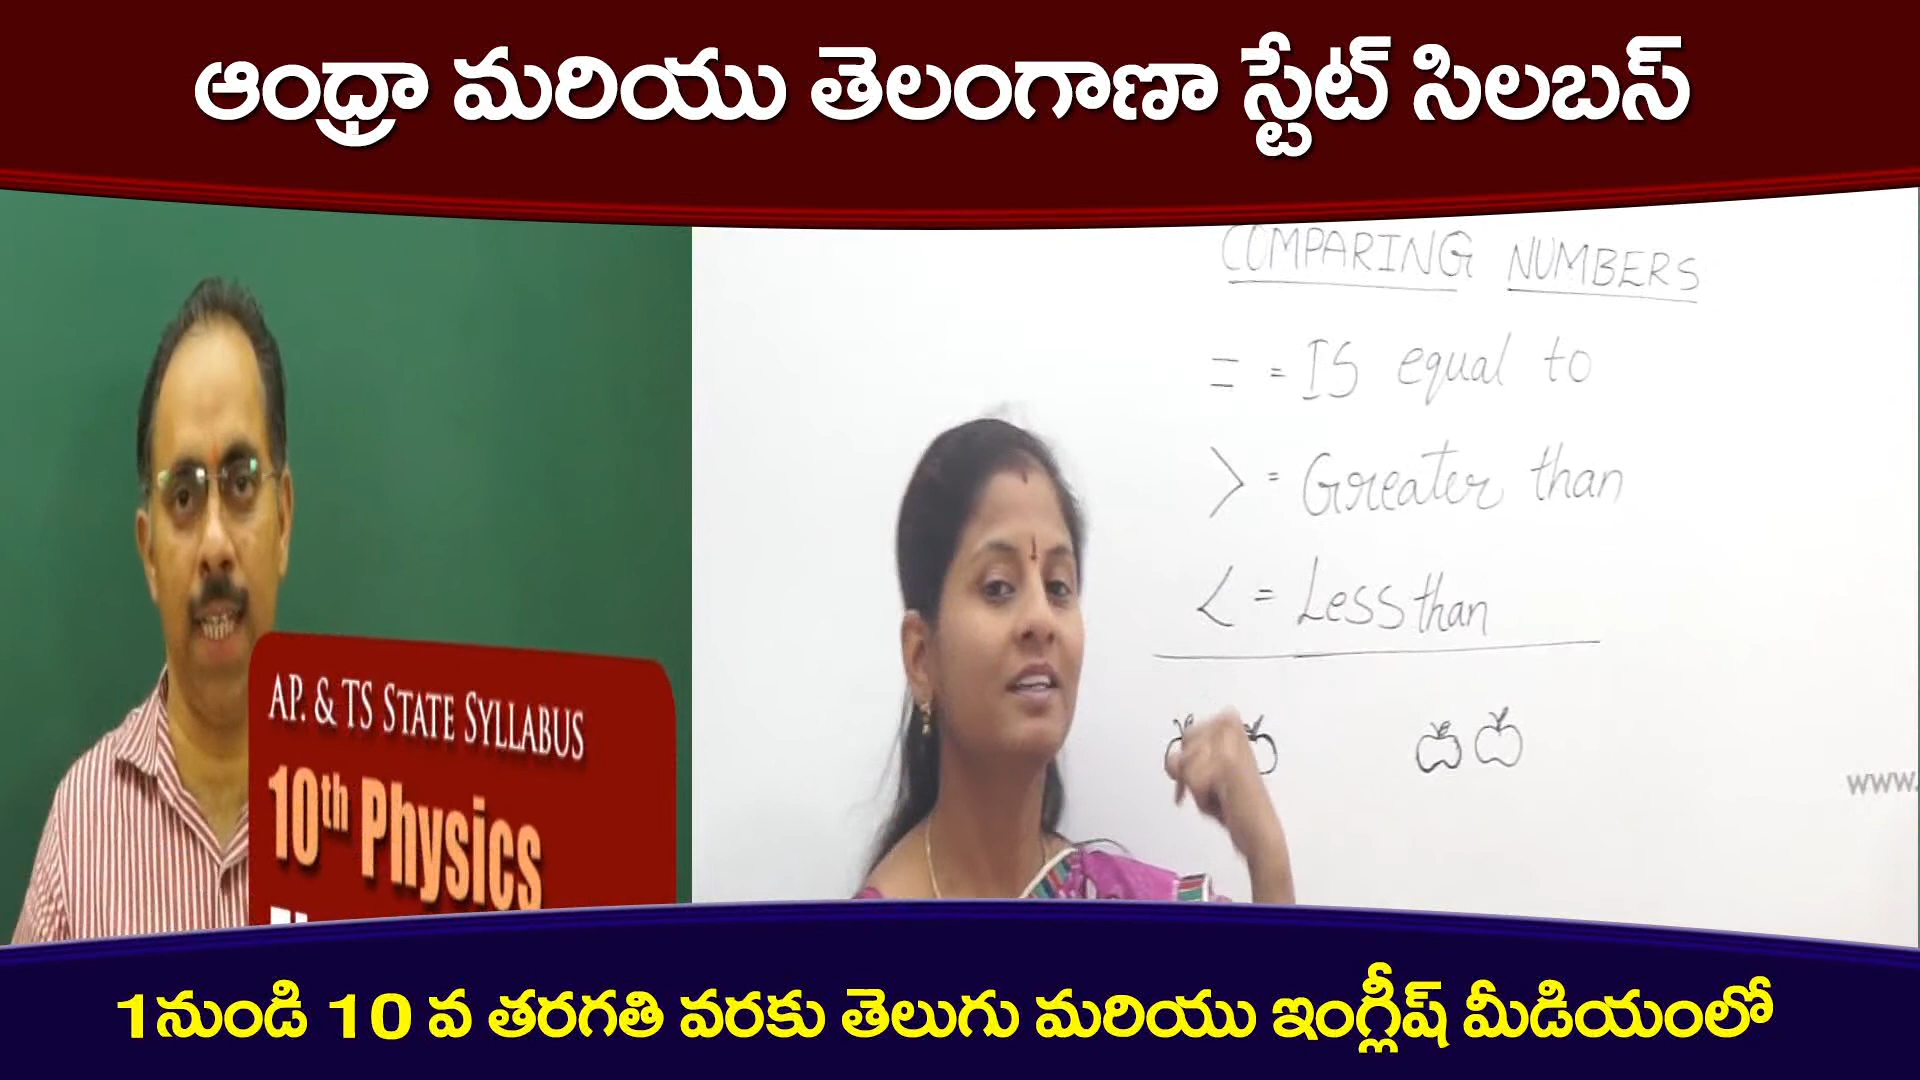 ఆంధ్రా మరియు తెలంగాణా స్టేట్ సిలబస్
COMPARING NUMBERS
= = IS equal to
> = Greater than
< = Less than
www.
AP. & TS STATE SYLLABUS
10th Physics
1నుండి 10 వ తరగతి వరకు తెలుగు మరియు ఇంగ్లీష్ మీడియంలో